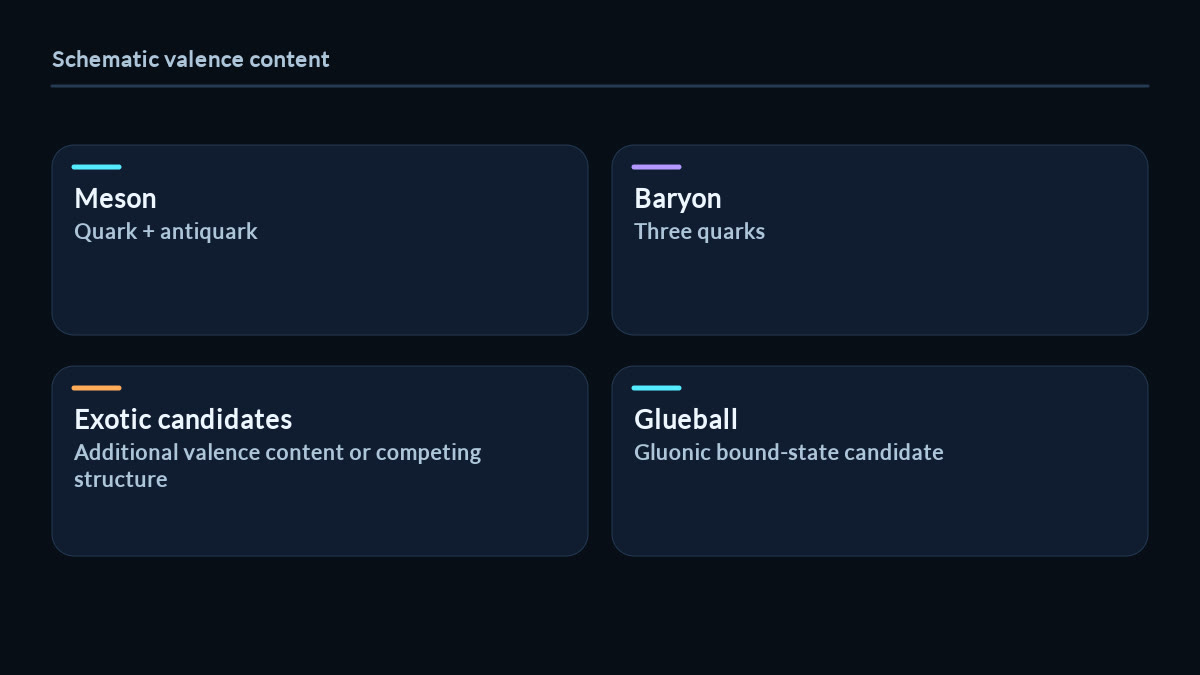 Schematic valence content
Meson
Quark + antiquark
Baryon
Three quarks
Exotic candidates
Additional valence content or competing
structure
Glueball
Gluonic bound-state candidate